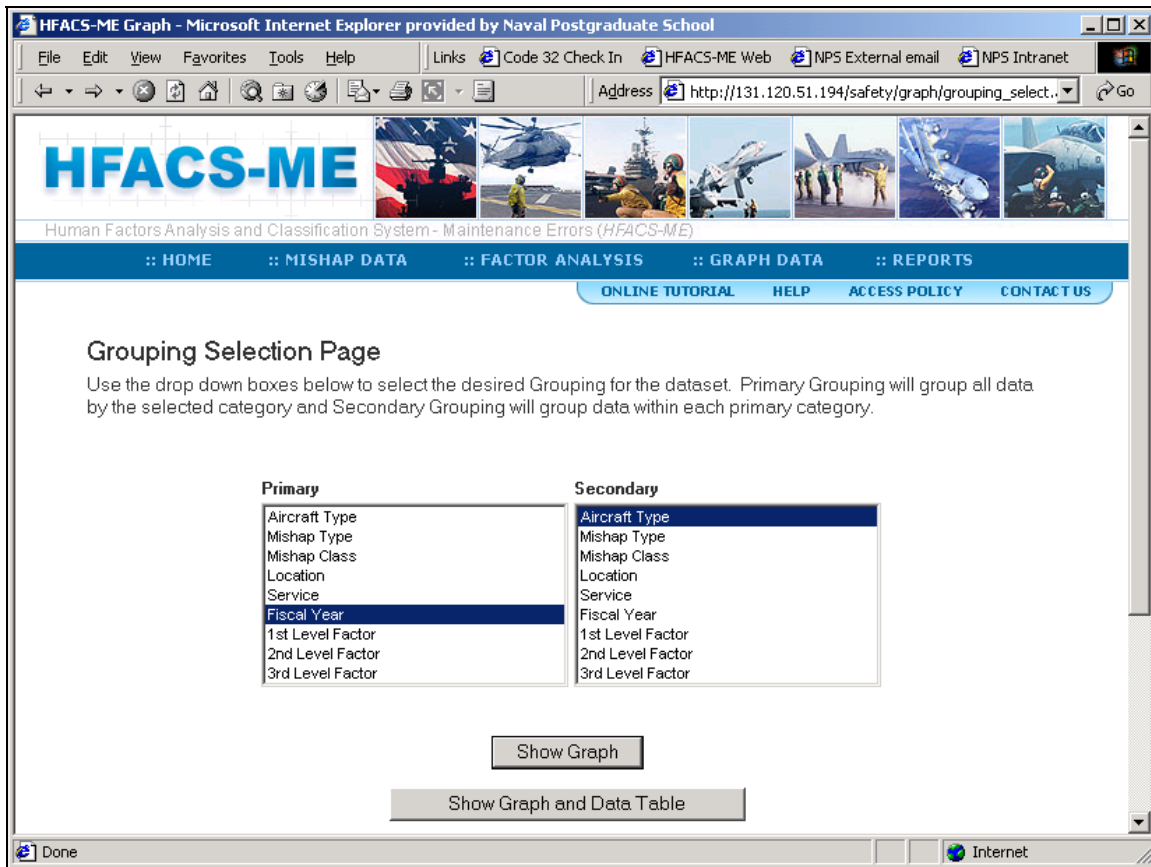 HFACS-ME Graph - Microsoft Internet Explorer provided by Naval Postgraduate School
File Edit View Favorites Tools Help Links Code 32 Check In HFACS-ME Web NPS External email NPS Intranet
Address http://131.120.51.194/safety/graph/grouping_select. Go
HFACS-ME
Human Factors Analysis and Classification System - Maintenance Errors (HFACS-ME)
:: HOME :: MISHAP DATA :: FACTOR ANALYSIS :: GRAPH DATA :: REPORTS
ONLINE TUTORIAL HELP ACCESS POLICY CONTACT US
Grouping Selection Page
Use the drop down boxes below to select the desired Grouping for the dataset. Primary Grouping will group all data
by the selected category and Secondary Grouping will group data within each primary category.
Primary
Aircraft Type
Mishap Type
Mishap Class
Location
Service
Fiscal Year
1st Level Factor
2nd Level Factor
3rd Level Factor
Secondary
Aircraft Type
Mishap Type
Mishap Class
Location
Service
Fiscal Year
1st Level Factor
2nd Level Factor
3rd Level Factor
Show Graph
Show Graph and Data Table
Done Internet